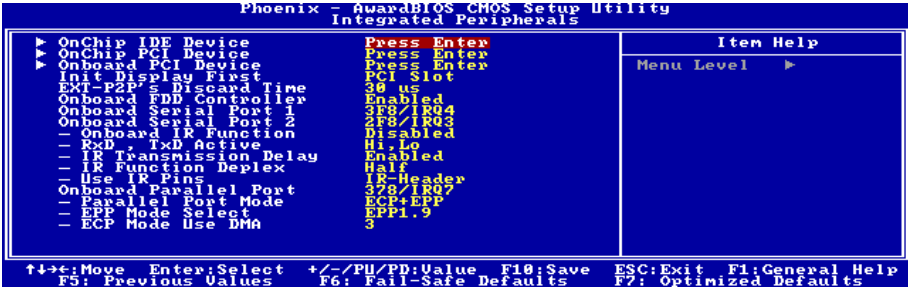 Phoenix - AwardBIOS CMOS Setup Utility
Integrated Peripherals
► OnChip IDE Device Press Enter
► OnChip PCI Device Press Enter
► Onboard PCI Device Press Enter
Init Display First PCI Slot
EXT-P2P's Discard Time 30 us
Onboard FDD Controller Enabled
Onboard Serial Port 1 3F8/IRQ4
Onboard Serial Port 2 2F8/IRQ3
– Onboard IR Function Disabled
– RxD , TxD Active Hi,Lo
– IR Transmission Delay Enabled
– IR Function Deplex Half
– Use IR Pins IR-Header
Onboard Parallel Port 378/IRQ7
– Parallel Port Mode ECP+EPP
– EPP Mode Select EPP1.9
– ECP Mode Use DMA 3
Item Help
Menu Level ►
↑↓→←:Move Enter:Select +/-/PU/PD:Value F10:Save ESC:Exit F1:General Help
F5: Previous Values F6: Fail-Safe Defaults F7: Optimized Defaults